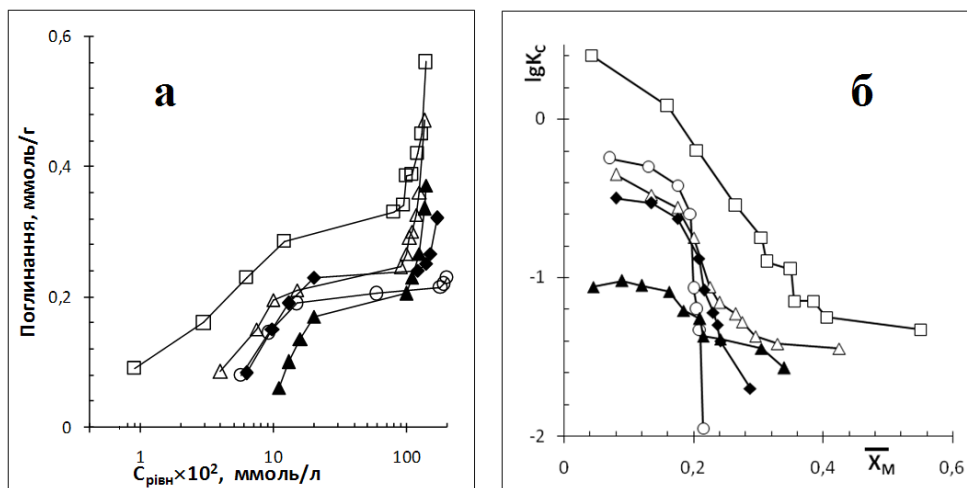 0,6
а
0,4
0,2
0
Поглинання, ммоль/г
1
10
100
Cрівн×10², ммоль/л
lgKC
б
0
-1
-2
0
0,2
0,4
0,6
XM